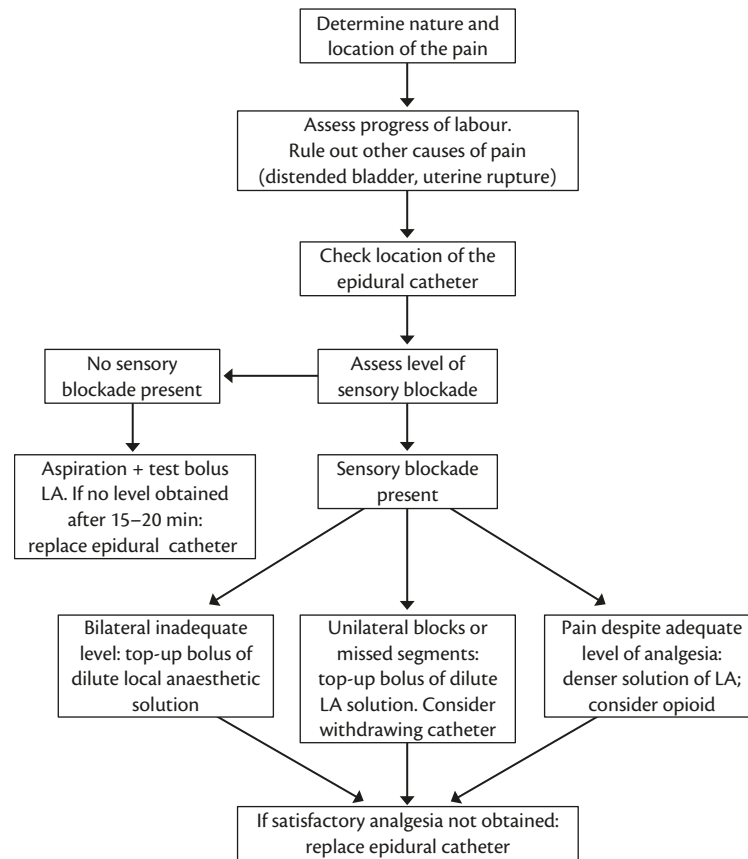 Determine nature and
location of the pain
Assess progress of labour.
Rule out other causes of pain
(distended bladder, uterine rupture)
Check location of the
epidural catheter
No sensory
blockade present
Assess level of
sensory blockade
Aspiration + test bolus
LA. If no level obtained
after 15–20 min:
replace epidural catheter
Sensory blockade
present
Bilateral inadequate
level: top-up bolus of
dilute local anaesthetic
solution
Unilateral blocks or
missed segments:
top-up bolus of dilute
LA solution. Consider
withdrawing catheter
Pain despite adequate
level of analgesia:
denser solution of LA;
consider opioid
If satisfactory analgesia not obtained:
replace epidural catheter